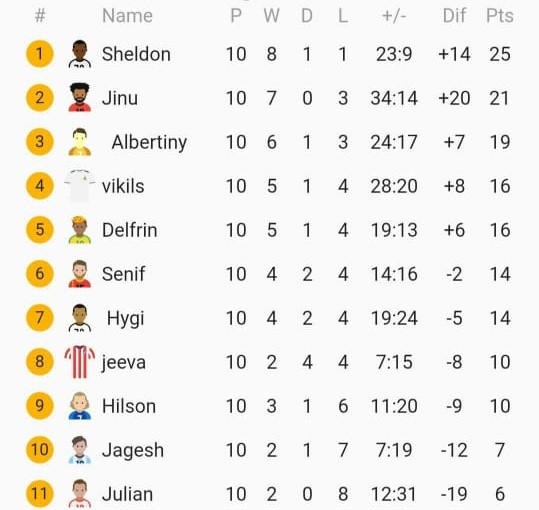 # Name P W D L +/- Dif Pts
1 Sheldon 10 8 1 1 23:9 +14 25
2 Jinu 10 7 0 3 34:14 +20 21
3 Albertiny 10 6 1 3 24:17 +7 19
4 vikils 10 5 1 4 28:20 +8 16
5 Delfrin 10 5 1 4 19:13 +6 16
6 Senif 10 4 2 4 14:16 -2 14
7 Hygi 10 4 2 4 19:24 -5 14
8 jeeva 10 2 4 4 7:15 -8 10
9 Hilson 10 3 1 6 11:20 -9 10
10 Jagesh 10 2 1 7 7:19 -12 7
11 Julian 10 2 0 8 12:31 -19 6